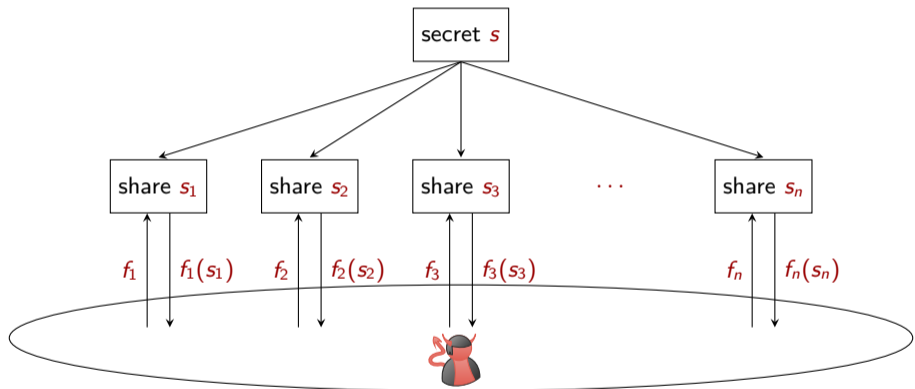 secret s
share s₁ share s₂ share s₃ ··· share sₙ
f₁ f₁(s₁) f₂ f₂(s₂) f₃ f₃(s₃) fₙ fₙ(sₙ)